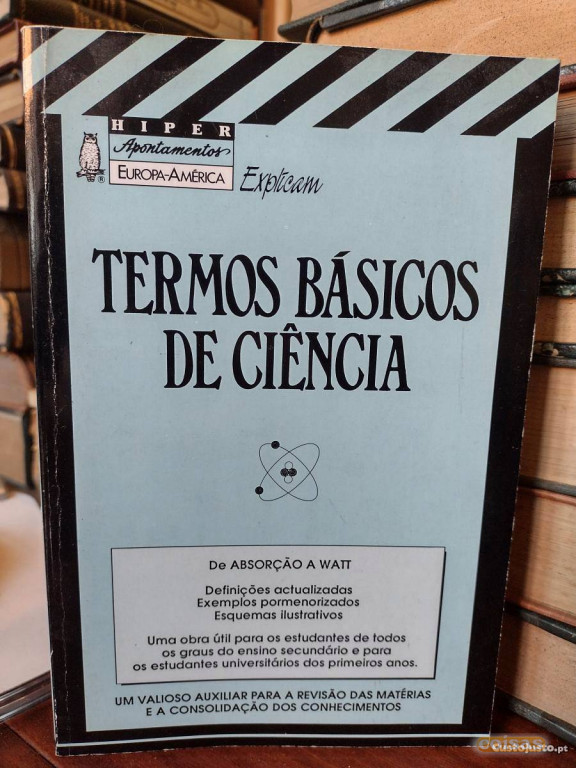 HIPER
Apontamentos
EUROPA-AMÉRICA
®
Explicam
TERMOS BÁSICOS
DE CIÊNCIA
De ABSORÇÃO A WATT
Definições actualizadas
Exemplos pormenorizados
Esquemas ilustrativos
Uma obra útil para os estudantes de todos
os graus do ensino secundário e para
os estudantes universitários dos primeiros anos.
UM VALIOSO AUXILIAR PARA A REVISÃO DAS MATÉRIAS
E A CONSOLIDAÇÃO DOS CONHECIMENTOS
CustoJusto.pt